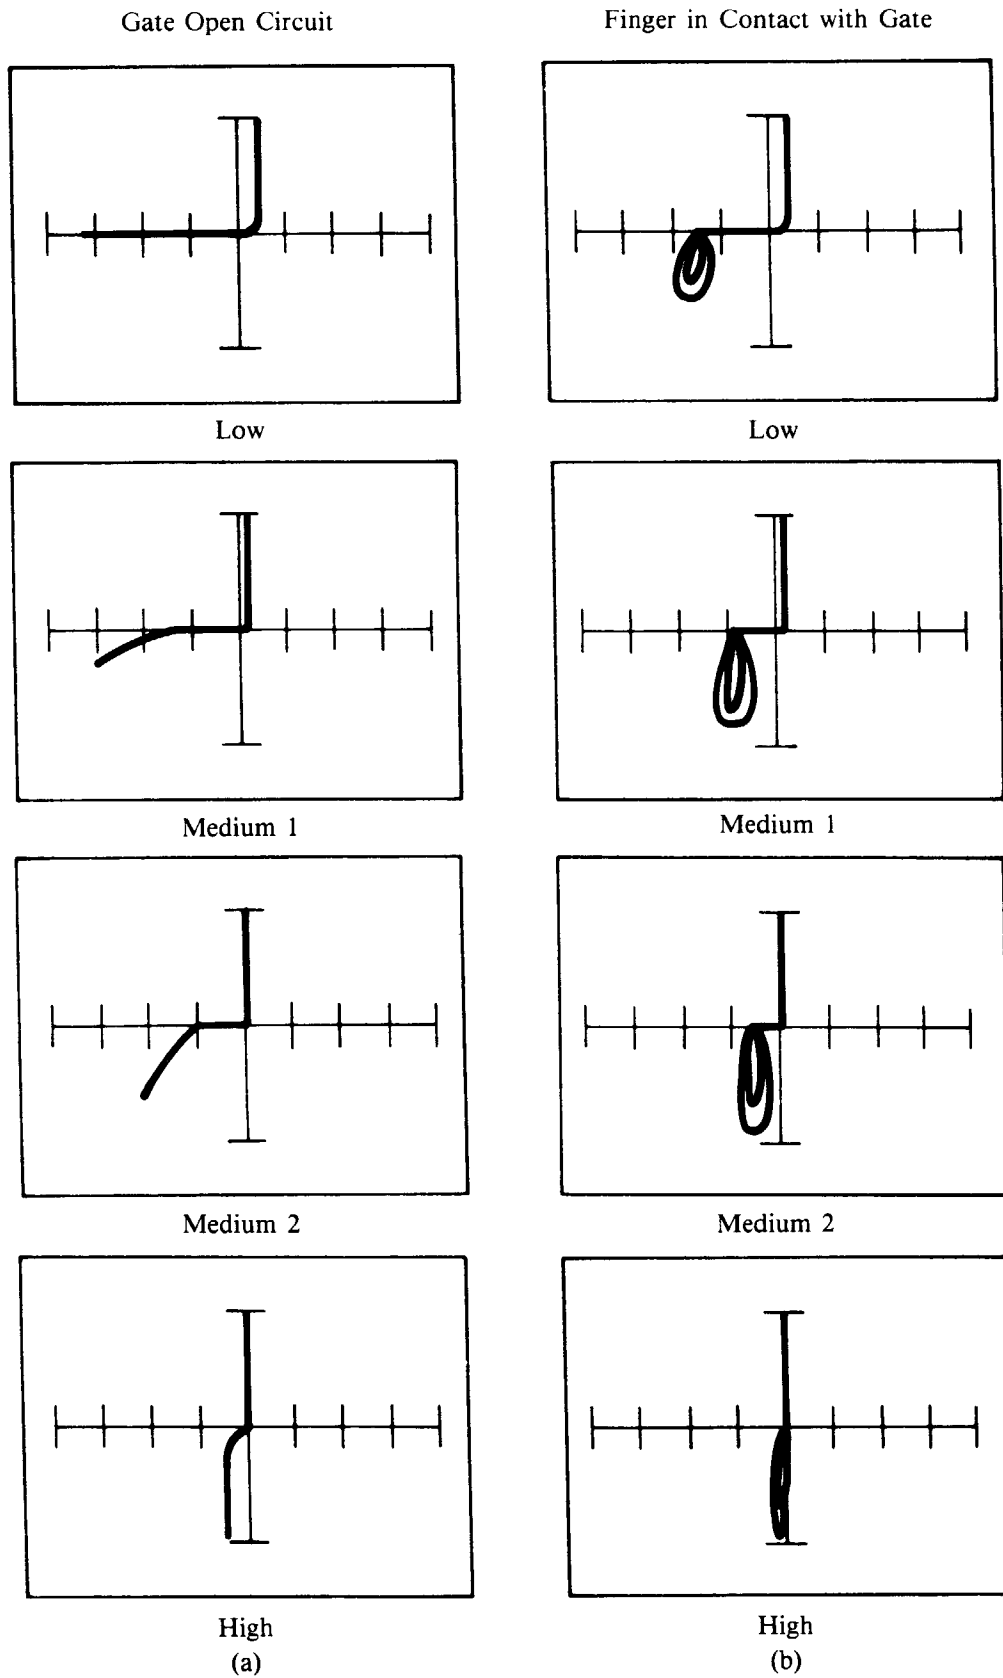 Gate Open Circuit
Finger in Contact with Gate
Low
Low
Medium 1
Medium 1
Medium 2
Medium 2
High
High
(a)
(b)